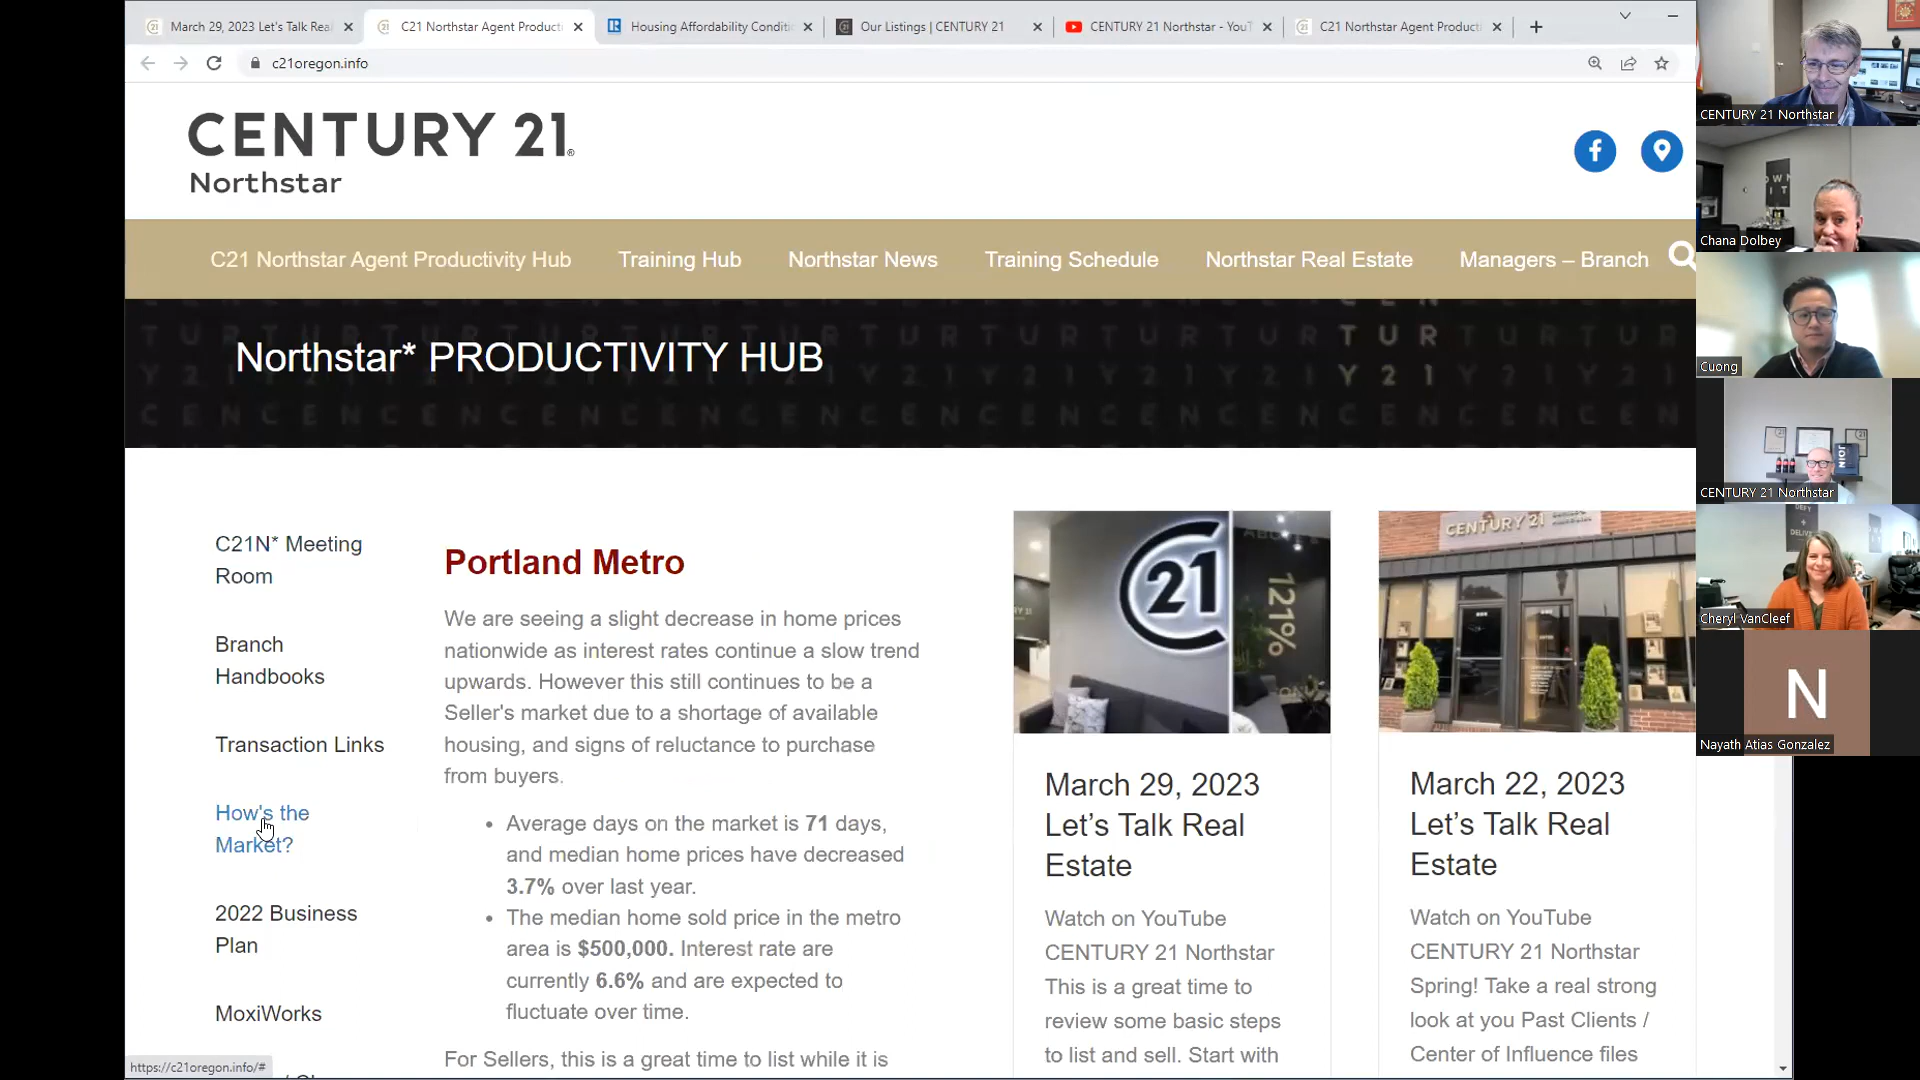 March 29, 2023 Let's Talk Real
C21 Northstar Agent Producti
Housing Affordability Conditi
Our Listings | CENTURY 21
CENTURY 21 Northstar - YouT
C21 Northstar Agent Producti
c21oregon.info
CENTURY 21®
Northstar
C21 Northstar Agent Productivity Hub
Training Hub
Northstar News
Training Schedule
Northstar Real Estate
Managers – Branch
Northstar* PRODUCTIVITY HUB
C21N* Meeting
Room
Branch
Handbooks
Transaction Links
How's the
Market?
2022 Business
Plan
MoxiWorks
https://c21oregon.info/#
Portland Metro
We are seeing a slight decrease in home prices
nationwide as interest rates continue a slow trend
upwards. However this still continues to be a
Seller's market due to a shortage of available
housing, and signs of reluctance to purchase
from buyers.
• Average days on the market is 71 days,
and median home prices have decreased
3.7% over last year.
• The median home sold price in the metro
area is $500,000. Interest rate are
currently 6.6% and are expected to
fluctuate over time.
For Sellers, this is a great time to list while it is
21
121%
March 29, 2023
Let’s Talk Real
Estate
Watch on YouTube
CENTURY 21 Northstar
This is a great time to
review some basic steps
to list and sell. Start with
CENTURY 21
March 22, 2023
Let’s Talk Real
Estate
Watch on YouTube
CENTURY 21 Northstar
Spring! Take a real strong
look at you Past Clients /
Center of Influence files
CENTURY 21 Northstar
Chana Dolbey
Cuong
JOIN
CENTURY 21 Northstar
DEFY
+
DELIVER
Cheryl VanCleef
N
Nayath Atias Gonzalez